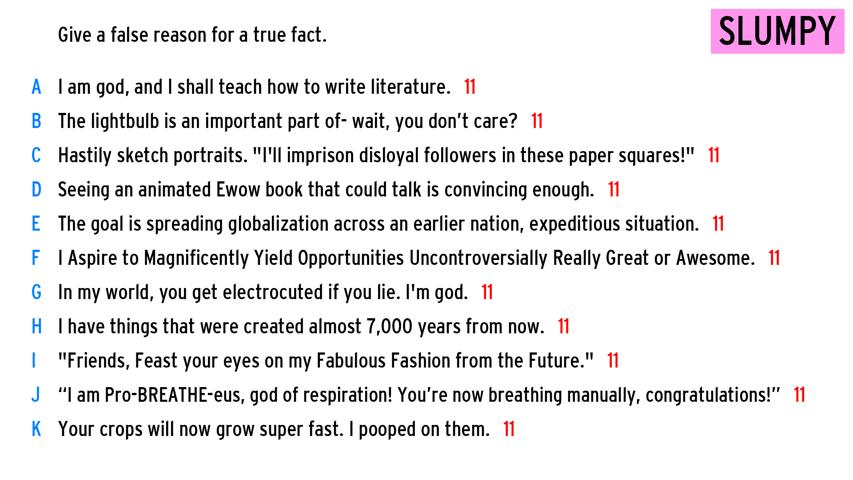 Give a false reason for a true fact.
SLUMPY
A I am god, and I shall teach how to write literature. 11
B The lightbulb is an important part of- wait, you don't care? 11
C Hastily sketch portraits. "I'll imprison disloyal followers in these paper squares!" 11
D Seeing an animated Ewow book that could talk is convincing enough. 11
E The goal is spreading globalization across an earlier nation, expeditious situation. 11
F I Aspire to Magnificently Yield Opportunities Uncontroversially Really Great or Awesome. 11
G In my world, you get electrocuted if you lie. I'm god. 11
H I have things that were created almost 7,000 years from now. 11
I "Friends, Feast your eyes on my Fabulous Fashion from the Future." 11
J “I am Pro-BREATHE-eus, god of respiration! You’re now breathing manually, congratulations!” 11
K Your crops will now grow super fast. I pooped on them. 11